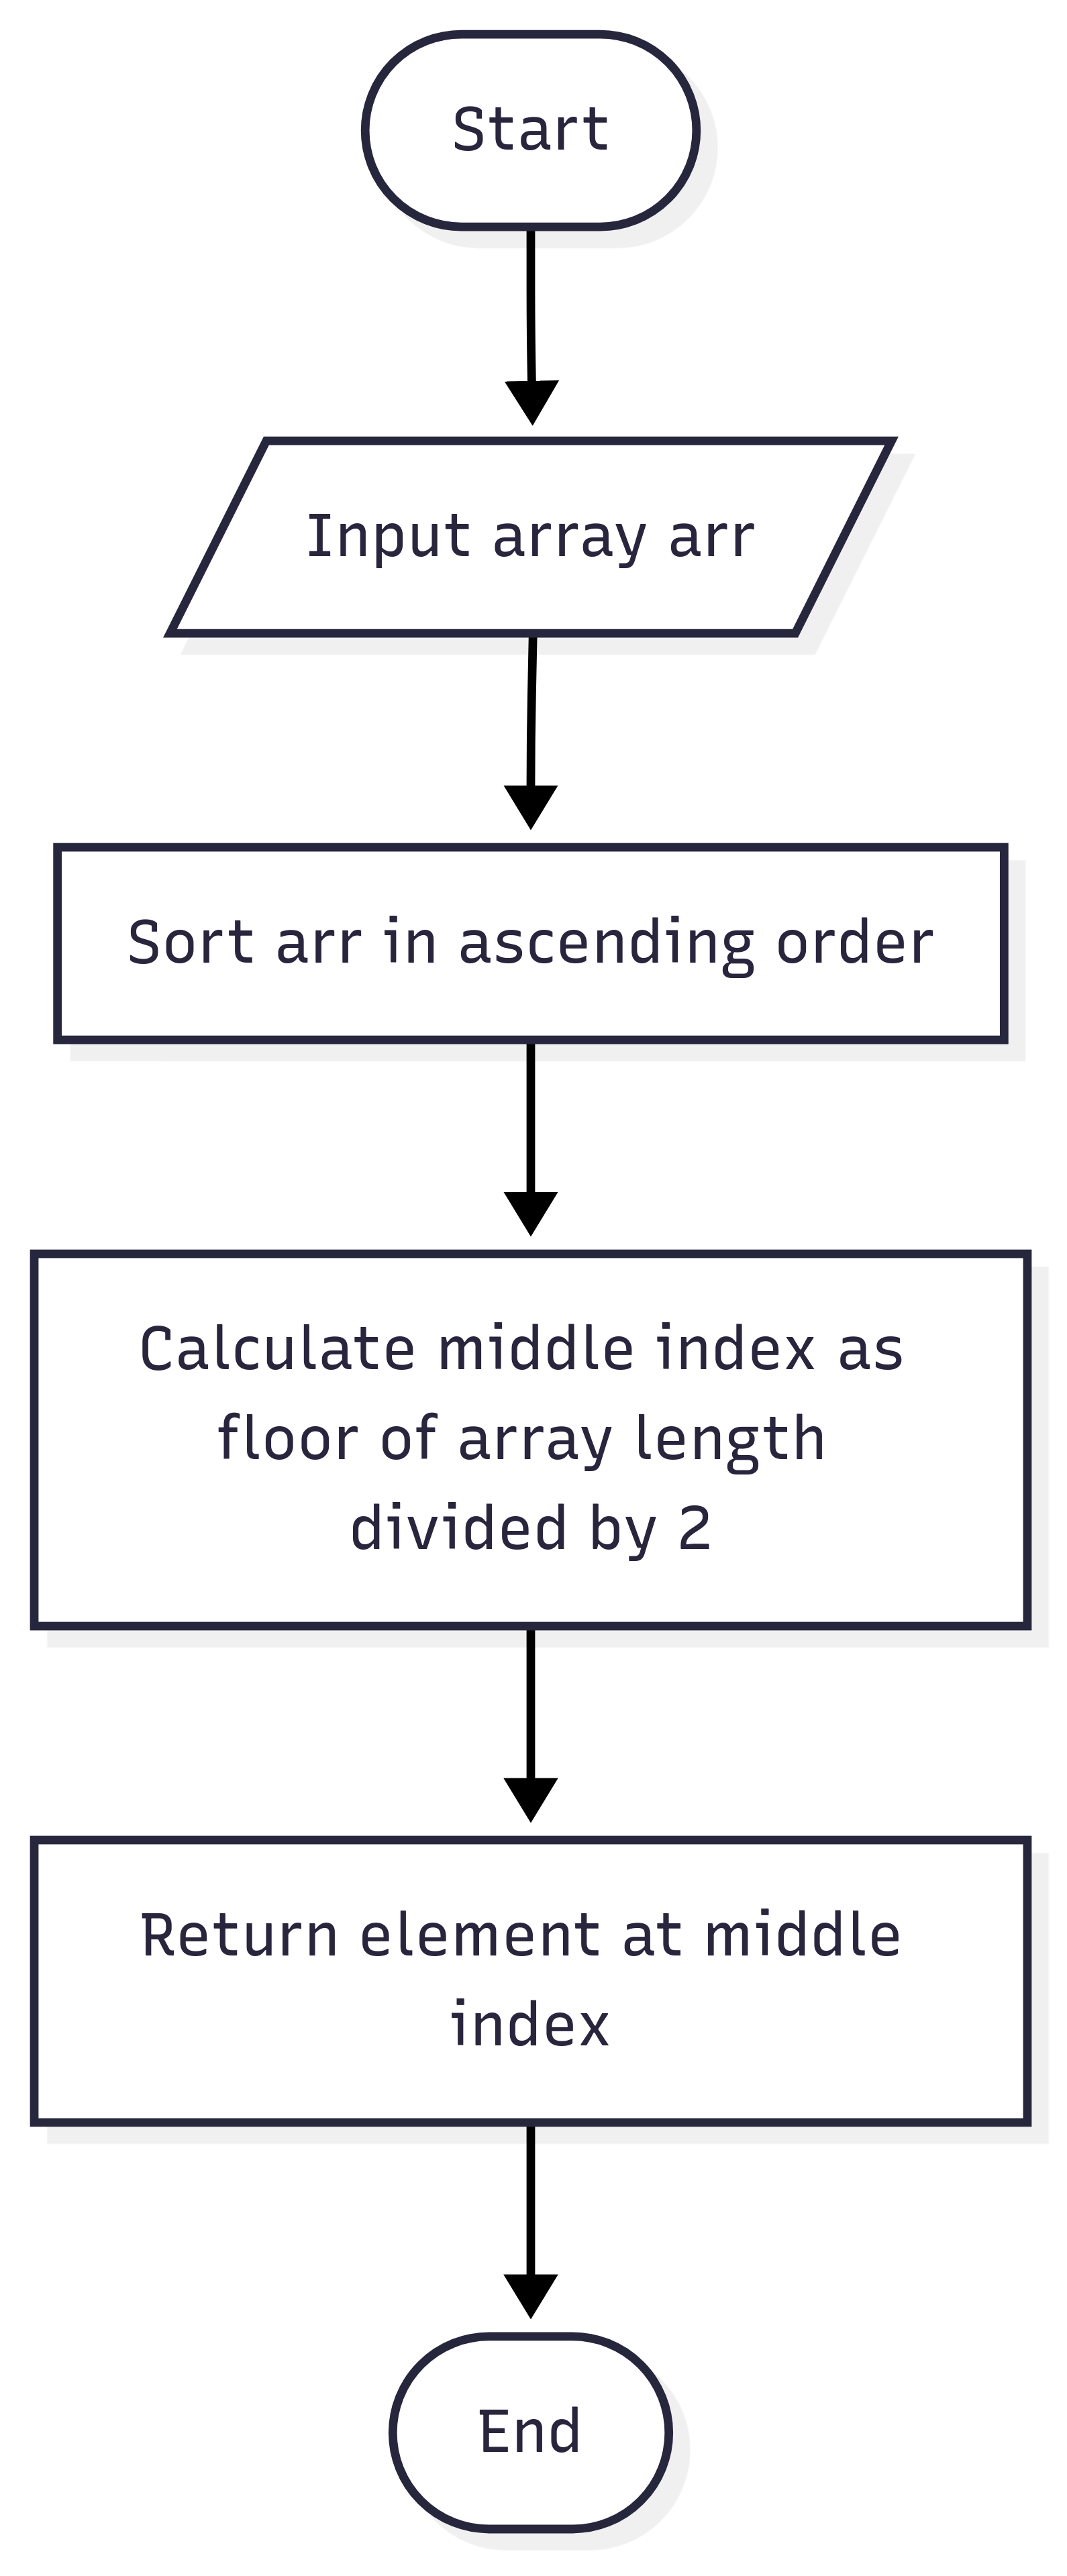 Start
Input array arr
Sort arr in ascending order
Calculate middle index as
floor of array length
divided by 2
Return element at middle
index
End